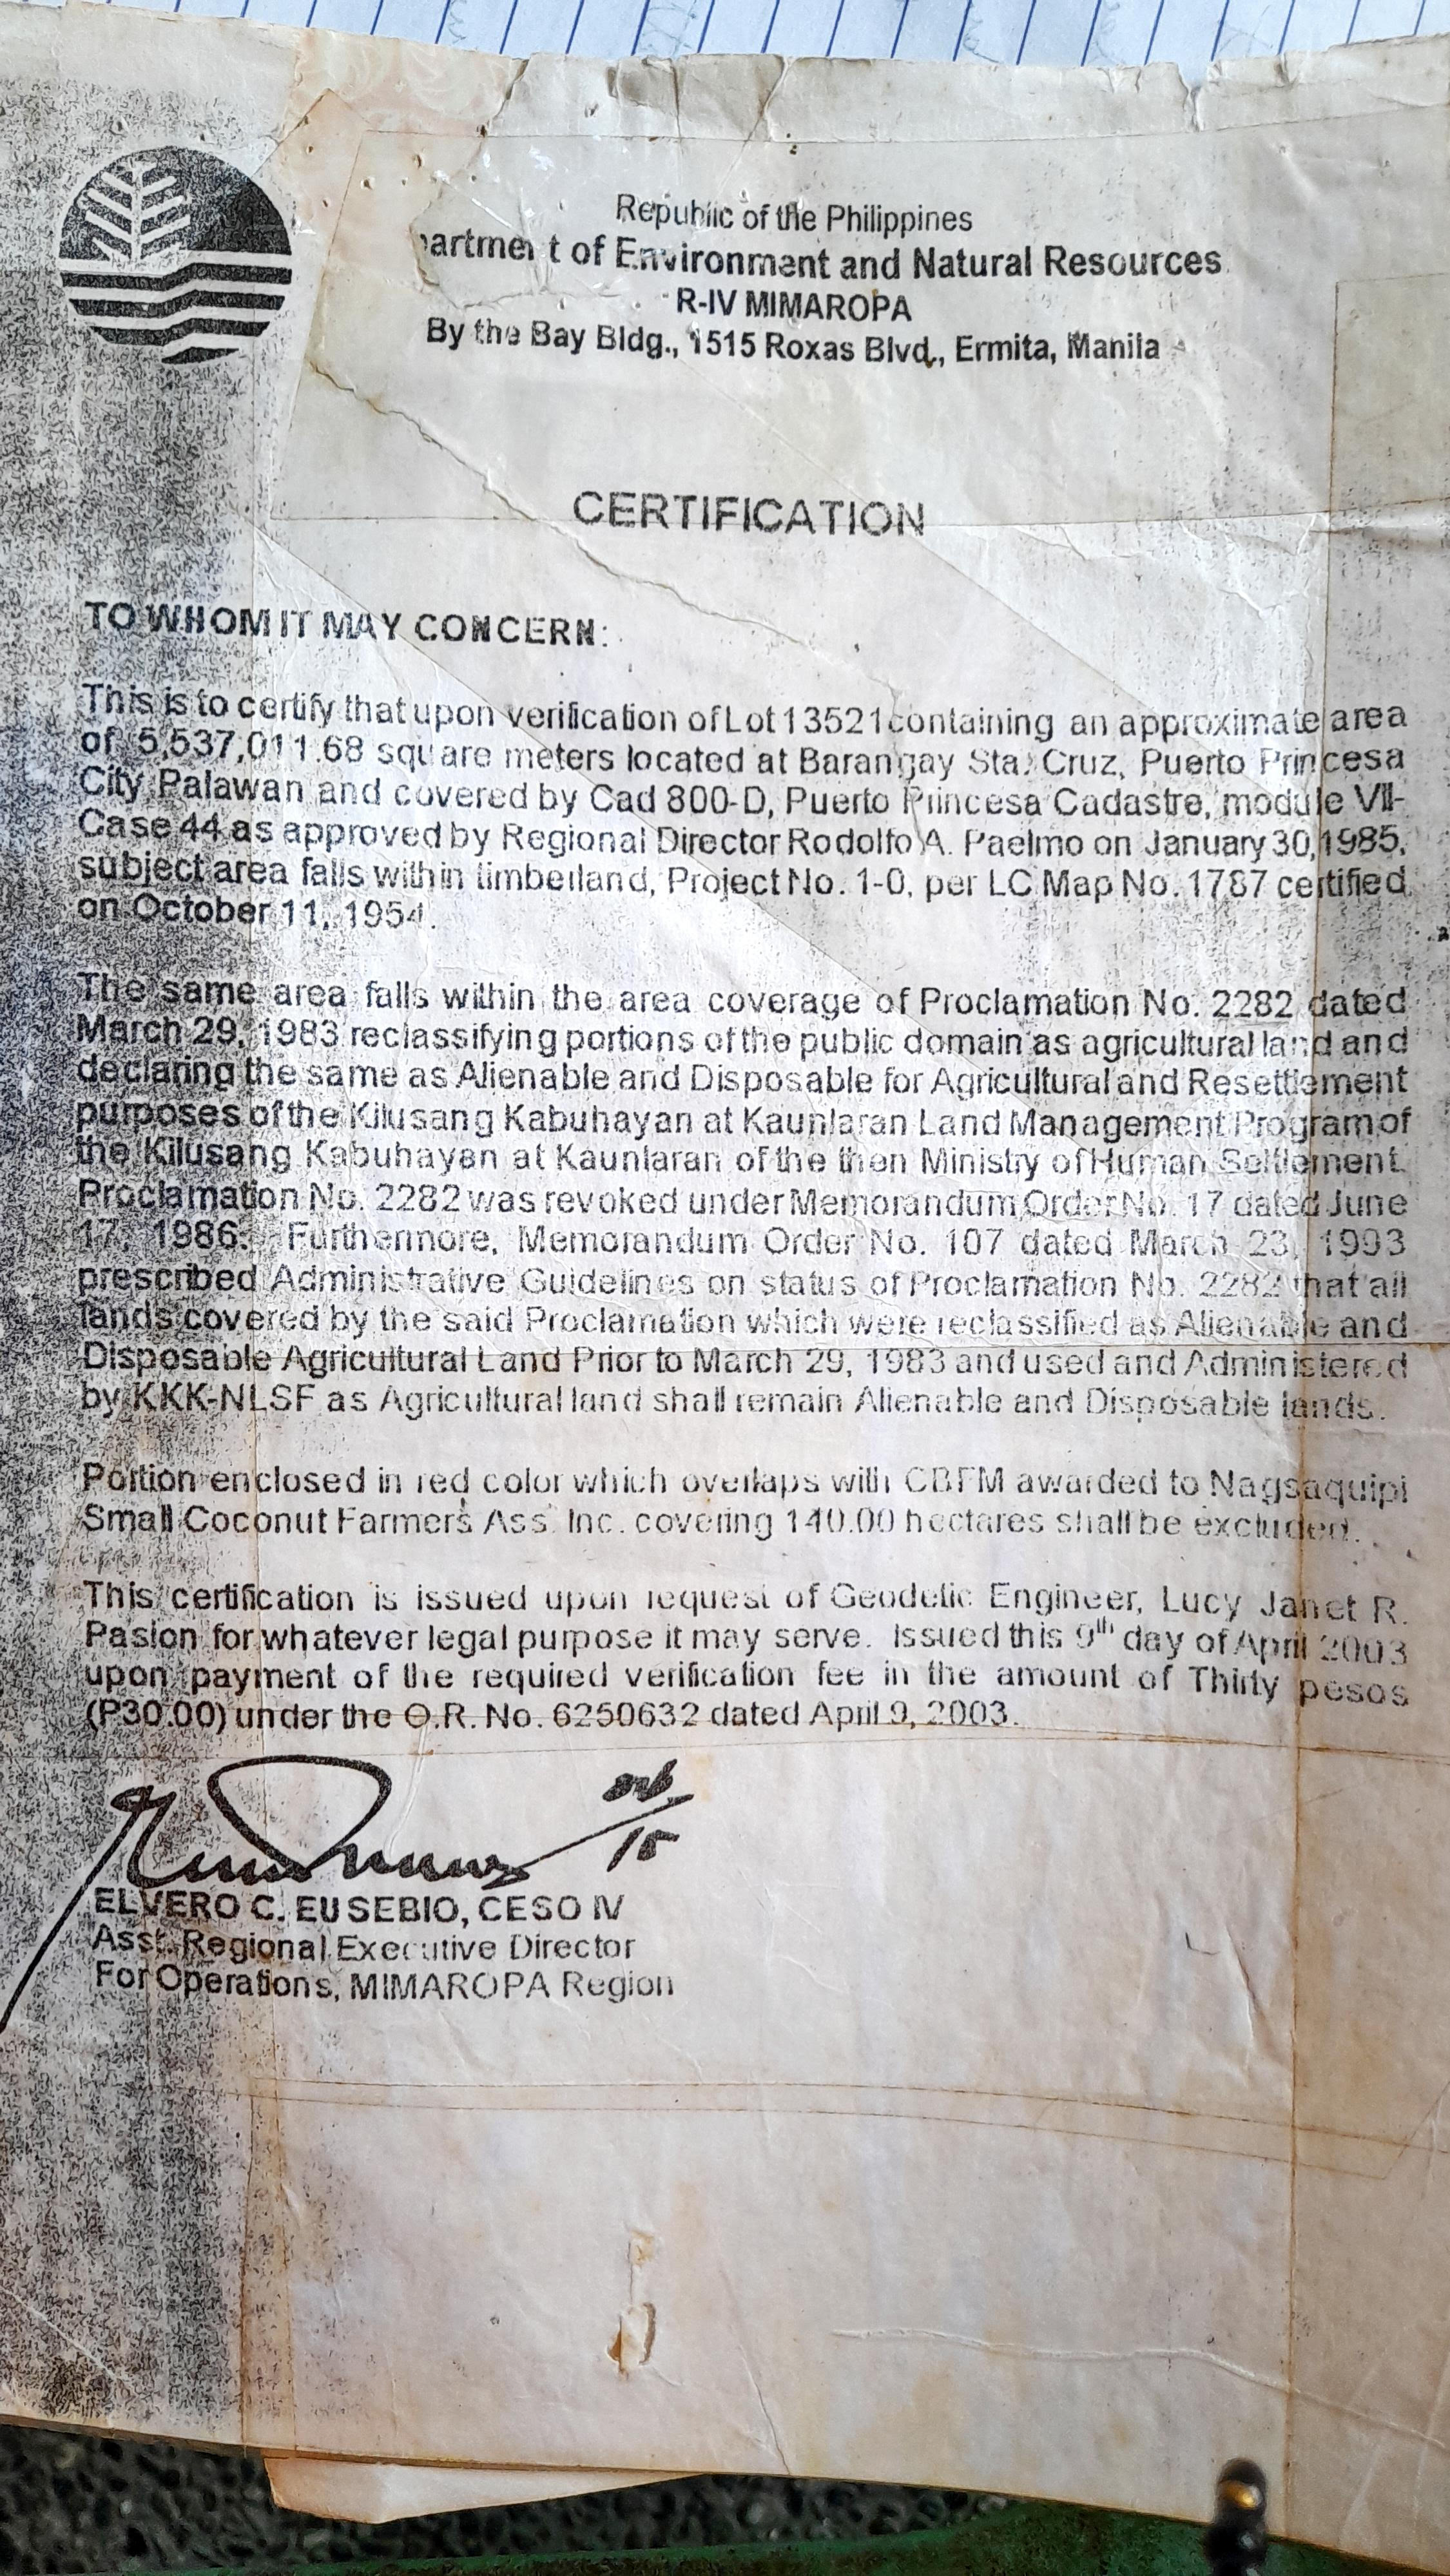 Republic of the Philippines
partment of Environment and Natural Resources
R-IV MIMAROPA
By the Bay Bldg., 1515 Roxas Blvd., Ermita, Manila
CERTIFICATION
TO WHOM IT MAY CONCERN:
This is to certify that upon verification of Lot 13521 containing an approximate area
of 5,537,011.68 square meters located at Barangay Sta. Cruz, Puerto Princesa
City Palawan and covered by Cad 800-D, Puerto Princesa Cadastre, module VII-
Case 44 as approved by Regional Director Rodolfo A. Paelmo on January 30, 1985,
subject area falls within timberland, Project No. 1-0, per LC Map No. 1787 certified
on October 11, 1954.
The same area falls within the area coverage of Proclamation No. 2282 dated
March 29, 1983 reclassifying portions of the public domain as agricultural land and
declaring the same as Alienable and Disposable for Agricultural and Resettlement
purposes of the Kilusang Kabuhayan at Kaunlaran Land Management Program of
the Kilusang Kabuhayan at Kaunlaran of the then Ministry of Human Settlement.
Proclamation No. 2282 was revoked under Memorandum Order No. 17 dated June
17, 1986. Furthermore, Memorandum Order No. 107 dated March 23, 1993
prescribed Administrative Guidelines on status of Proclamation No. 2282 that all
lands covered by the said Proclamation which were reclassified as Alienable and
Disposable Agricultural Land Prior to March 29, 1983 and used and Administered
by KKK-NLSF as Agricultural land shall remain Alienable and Disposable lands.
Portion enclosed in red color which overlaps with CBFM awarded to Nagsaquipi
Small Coconut Farmers Ass. Inc. covering 140.00 hectares shall be excluded.
This certification is issued upon request of Geodetic Engineer, Lucy Janet R.
Pasion for whatever legal purpose it may serve. Issued this 9th day of April 2003
upon payment of the required verification fee in the amount of Thirty pesos
(P30.00) under the O.R. No. 6250632 dated April 9, 2003.
ELVERO C. EUSEBIO, CESO IV
Asst. Regional Executive Director
For Operations, MIMAROPA Region